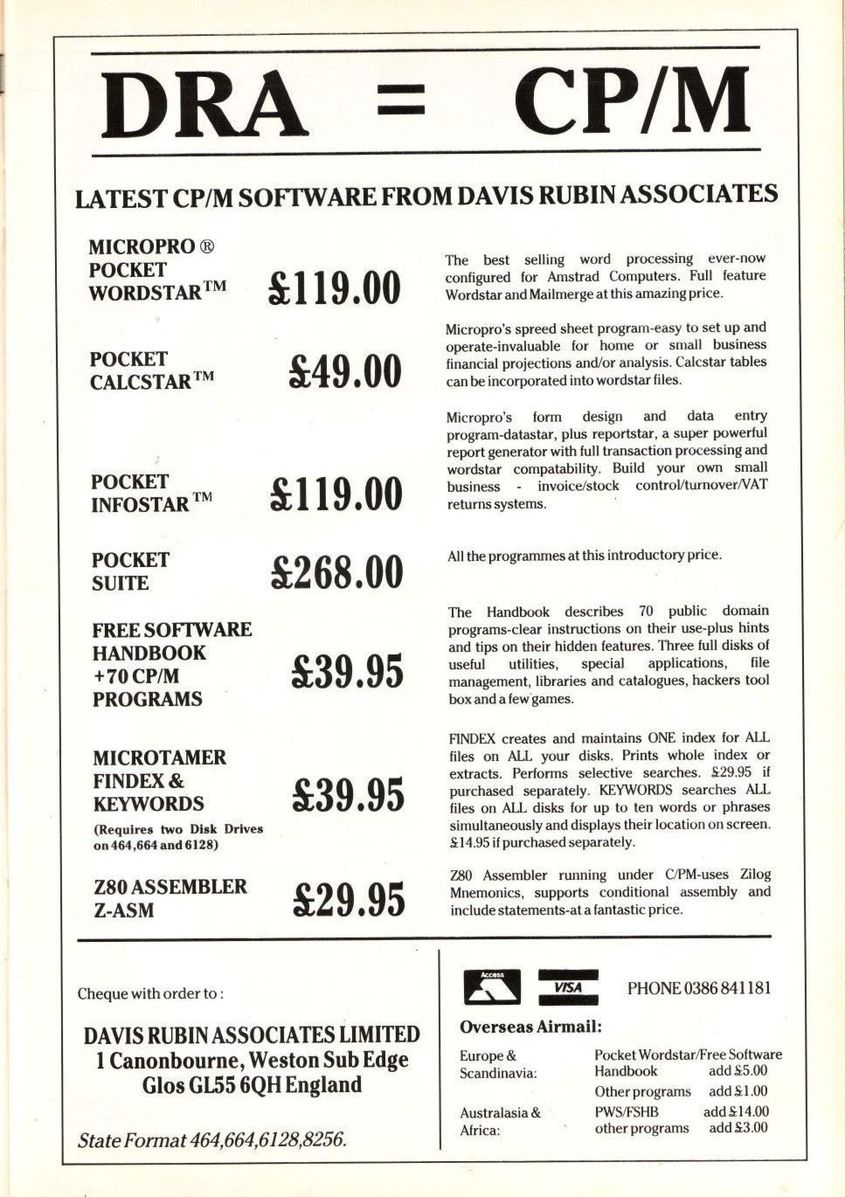 DRA = CP/M
LATEST CP/M SOFTWARE FROM DAVIS RUBIN ASSOCIATES
MICROPRO ®
POCKET
WORDSTAR™
£119.00
The best selling word processing ever-now
configured for Amstrad Computers. Full feature
Wordstar and Mailmerge at this amazing price.
POCKET
CALCSTAR™
£49.00
Micropro's spreed sheet program-easy to set up and
operate-invaluable for home or small business
financial projections and/or analysis. Calcstar tables
can be incorporated into wordstar files.
POCKET
INFOSTAR™
£119.00
Micropro's form design and data entry
program-datastar, plus reportstar, a super powerful
report generator with full transaction processing and
wordstar compatability. Build your own small
business - invoice/stock control/turnover/VAT
returns systems.
POCKET
SUITE
£268.00
All the programmes at this introductory price.
FREE SOFTWARE
HANDBOOK
+70 CP/M
PROGRAMS
£39.95
The Handbook describes 70 public domain
programs-clear instructions on their use-plus hints
and tips on their hidden features. Three full disks of
useful utilities, special applications, file
management, libraries and catalogues, hackers tool
box and a few games.
MICROTAMER
FINDEX &
KEYWORDS
(Requires two Disk Drives
on 464,664 and 6128)
£39.95
FINDEX creates and maintains ONE index for ALL
files on ALL your disks. Prints whole index or
extracts. Performs selective searches. £29.95 if
purchased separately. KEYWORDS searches ALL
files on ALL disks for up to ten words or phrases
simultaneously and displays their location on screen.
£14.95 if purchased separately.
Z80 ASSEMBLER
Z-ASM
£29.95
Z80 Assembler running under C/PM-uses Zilog
Mnemonics, supports conditional assembly and
include statements-at a fantastic price.
Cheque with order to :
DAVIS RUBIN ASSOCIATES LIMITED
1 Canonbourne, Weston Sub Edge
Glos GL55 6QH England
State Format 464,664,6128,8256.
Access
VISA
PHONE 0386 841181
Overseas Airmail:
Europe & Pocket Wordstar/Free Software
Scandinavia: Handbook add £5.00
Other programs add £1.00
Australasia & PWS/FSHB add £14.00
Africa: other programs add £3.00